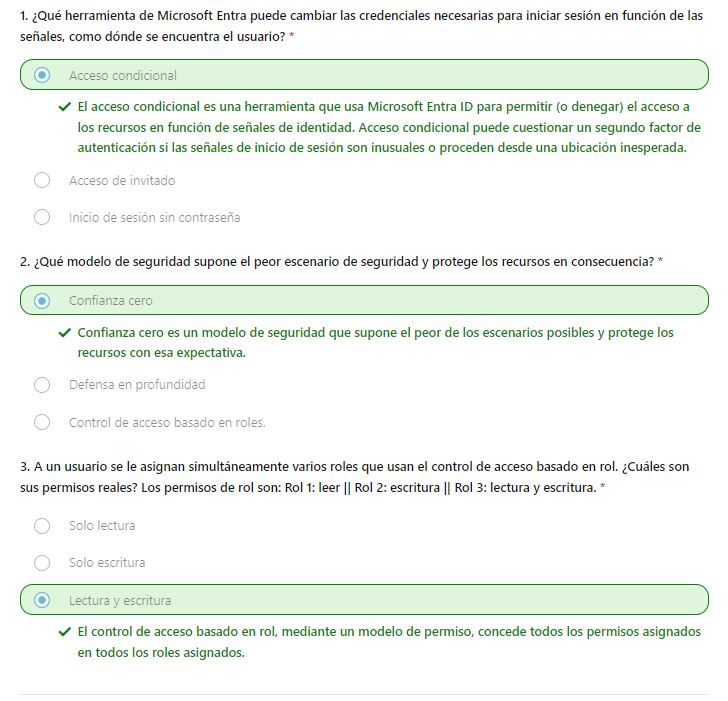 1. ¿Qué herramienta de Microsoft Entra puede cambiar las credenciales necesarias para iniciar sesión en función de las
señales, como dónde se encuentra el usuario? *
Acceso condicional
El acceso condicional es una herramienta que usa Microsoft Entra ID para permitir (o denegar) el acceso a
los recursos en función de señales de identidad. Acceso condicional puede cuestionar un segundo factor de
autenticación si las señales de inicio de sesión son inusuales o proceden desde una ubicación inesperada.
Acceso de invitado
Inicio de sesión sin contraseña
2. ¿Qué modelo de seguridad supone el peor escenario de seguridad y protege los recursos en consecuencia? *
Confianza cero
Confianza cero es un modelo de seguridad que supone el peor de los escenarios posibles y protege los
recursos con esa expectativa.
Defensa en profundidad
Control de acceso basado en roles.
3. A un usuario se le asignan simultáneamente varios roles que usan el control de acceso basado en rol. ¿Cuáles son
sus permisos reales? Los permisos de rol son: Rol 1: leer || Rol 2: escritura || Rol 3: lectura y escritura. *
Solo lectura
Solo escritura
Lectura y escritura
El control de acceso basado en rol, mediante un modelo de permiso, concede todos los permisos asignados
en todos los roles asignados.